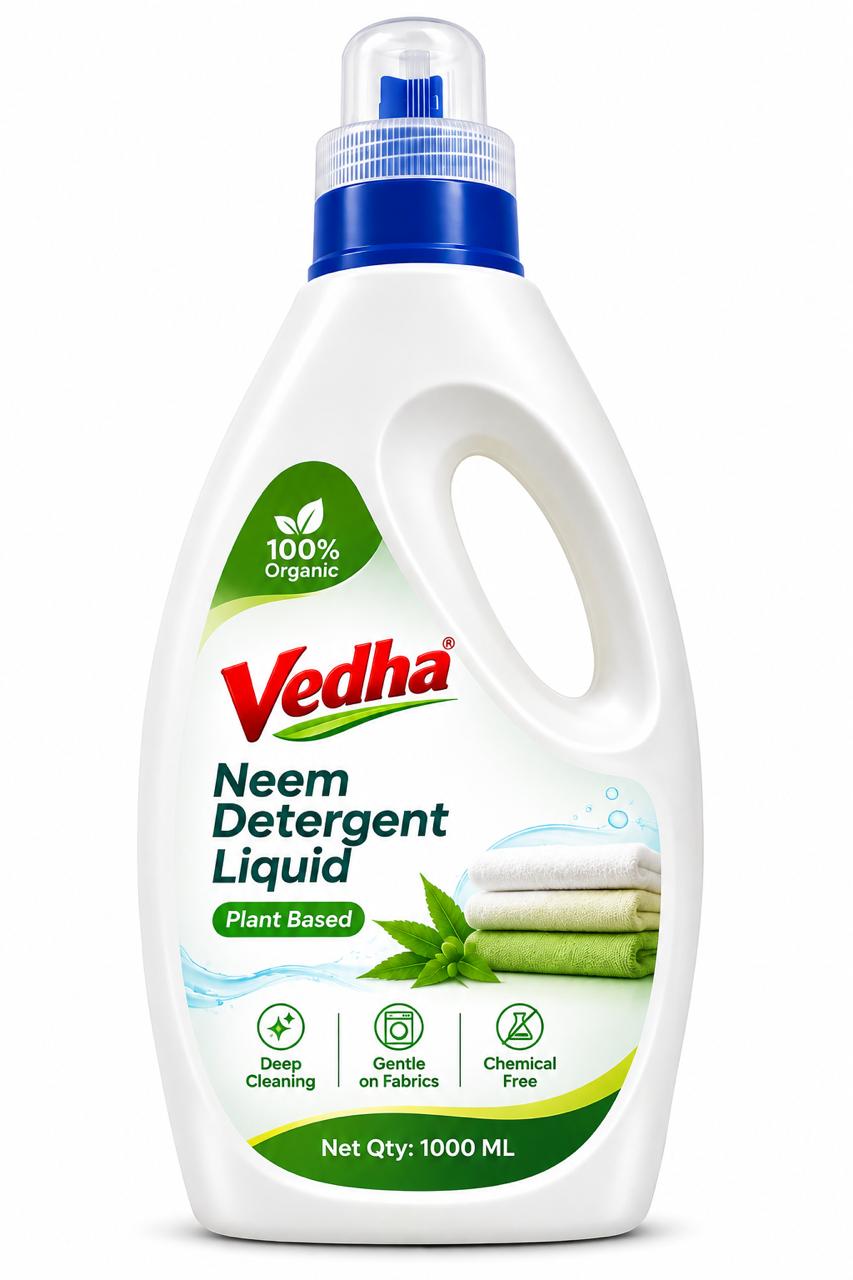 100%
Organic
Vedha®
Neem
Detergent
Liquid
Plant Based
Deep
Cleaning
Gentle
on Fabrics
Chemical
Free
Net Qty: 1000 ML